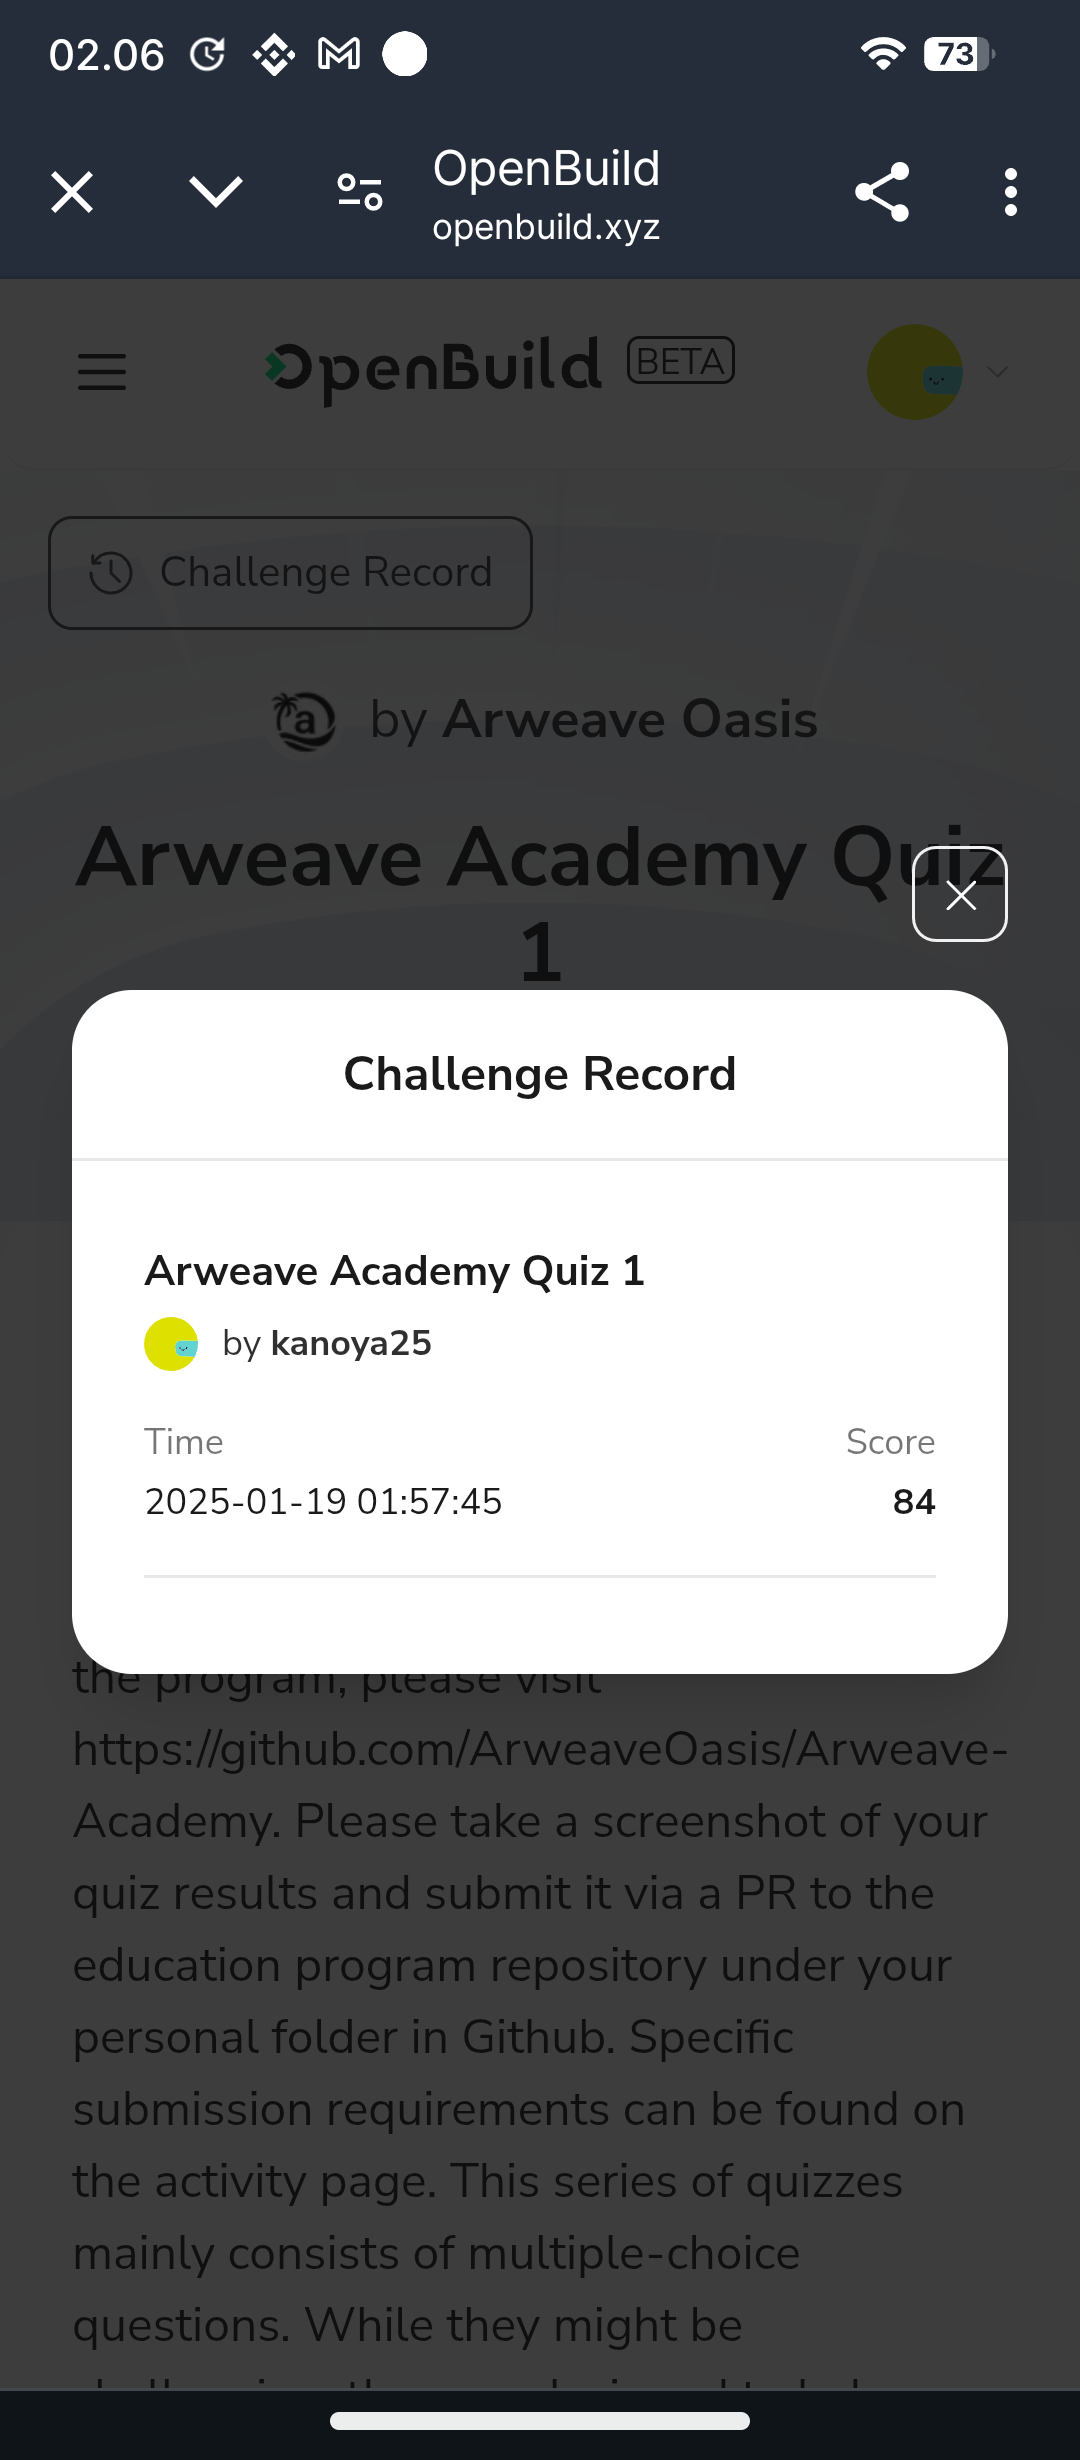 02.06
73
OpenBuild
openbuild.xyz
OpenBuild BETA
Challenge Record
a by Arweave Oasis
Arweave Academy Quiz
1
Challenge Record
Arweave Academy Quiz 1
by kanoya25
Time Score
2025-01-19 01:57:45 84
the program, please visit
https://github.com/ArweaveOasis/Arweave-
Academy. Please take a screenshot of your
quiz results and submit it via a PR to the
education program repository under your
personal folder in Github. Specific
submission requirements can be found on
the activity page. This series of quizzes
mainly consists of multiple-choice
questions. While they might be